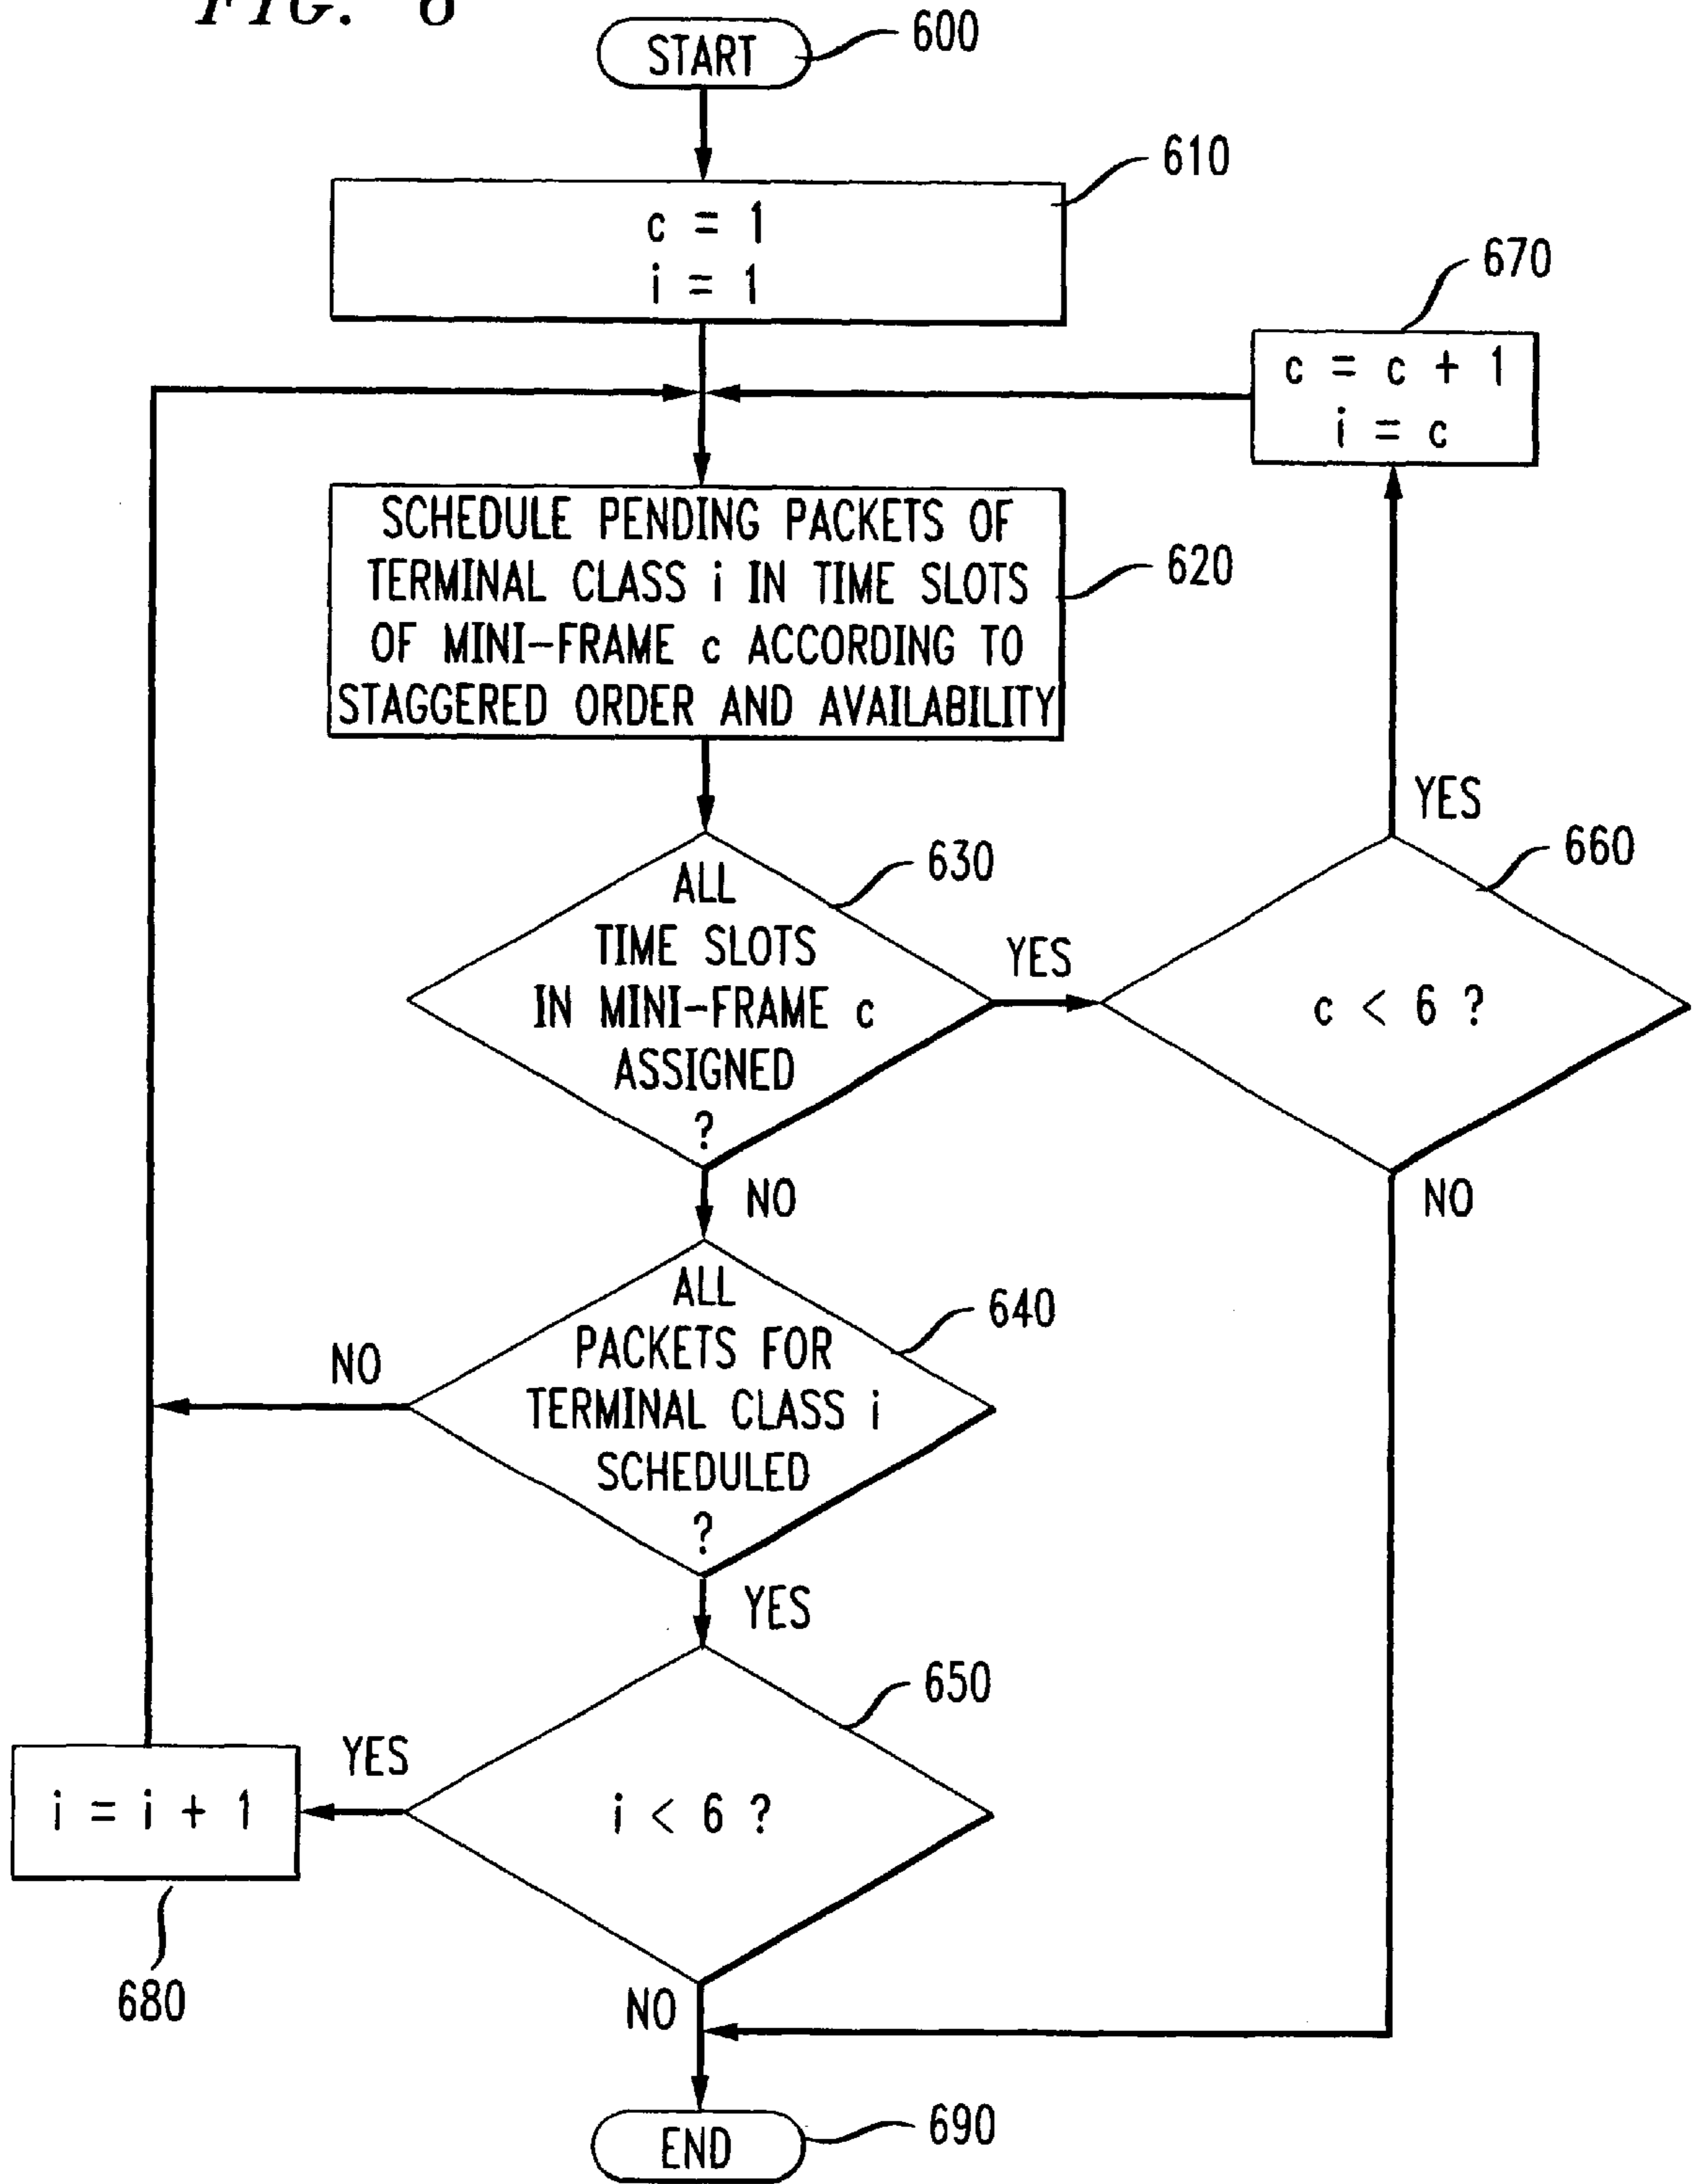 FIG. 6
START
600
610
c = 1
i = 1
670
c = c + 1
i = c
SCHEDULE PENDING PACKETS OF
TERMINAL CLASS i IN TIME SLOTS
OF MINI-FRAME c ACCORDING TO
STAGGERED ORDER AND AVAILABILITY
620
YES
630
660
ALL
TIME SLOTS
IN MINI-FRAME c
ASSIGNED
?
YES
c < 6 ?
NO
NO
640
ALL
PACKETS FOR
TERMINAL CLASS i
SCHEDULED
?
NO
YES
650
YES
i = i + 1
i < 6 ?
680
NO
END
690